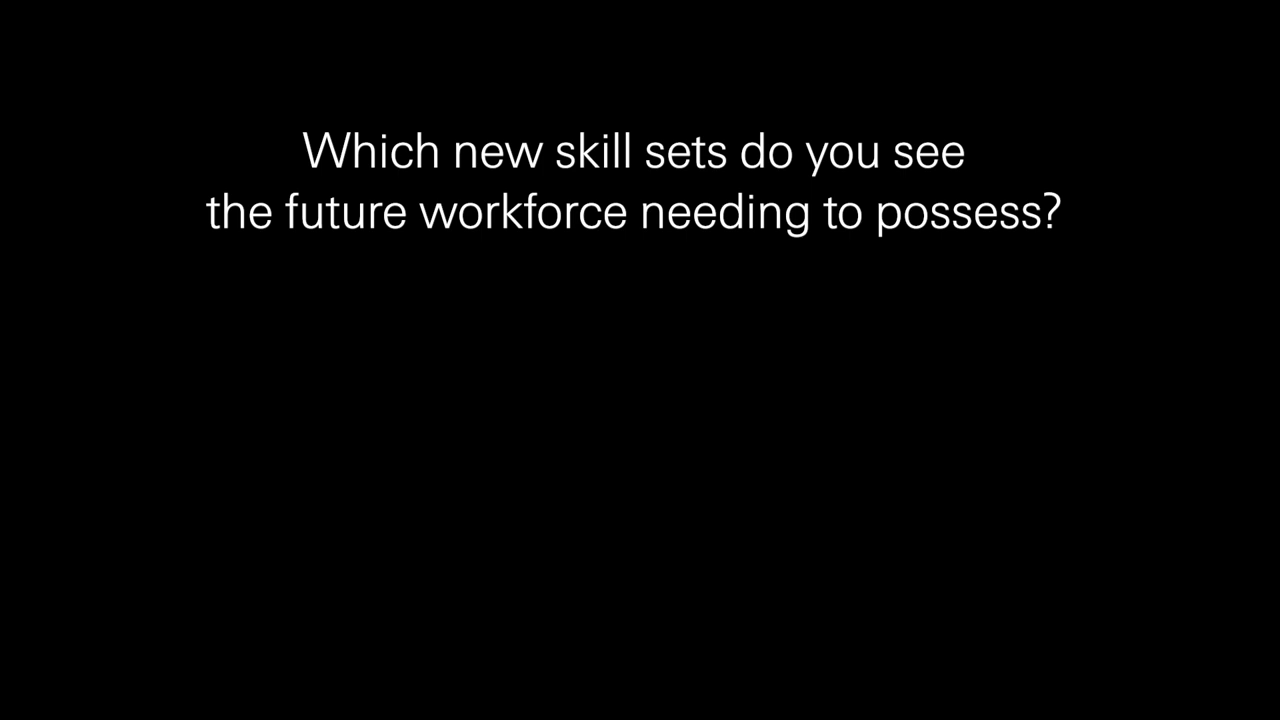 Which new skill sets do you see
the future workforce needing to possess?